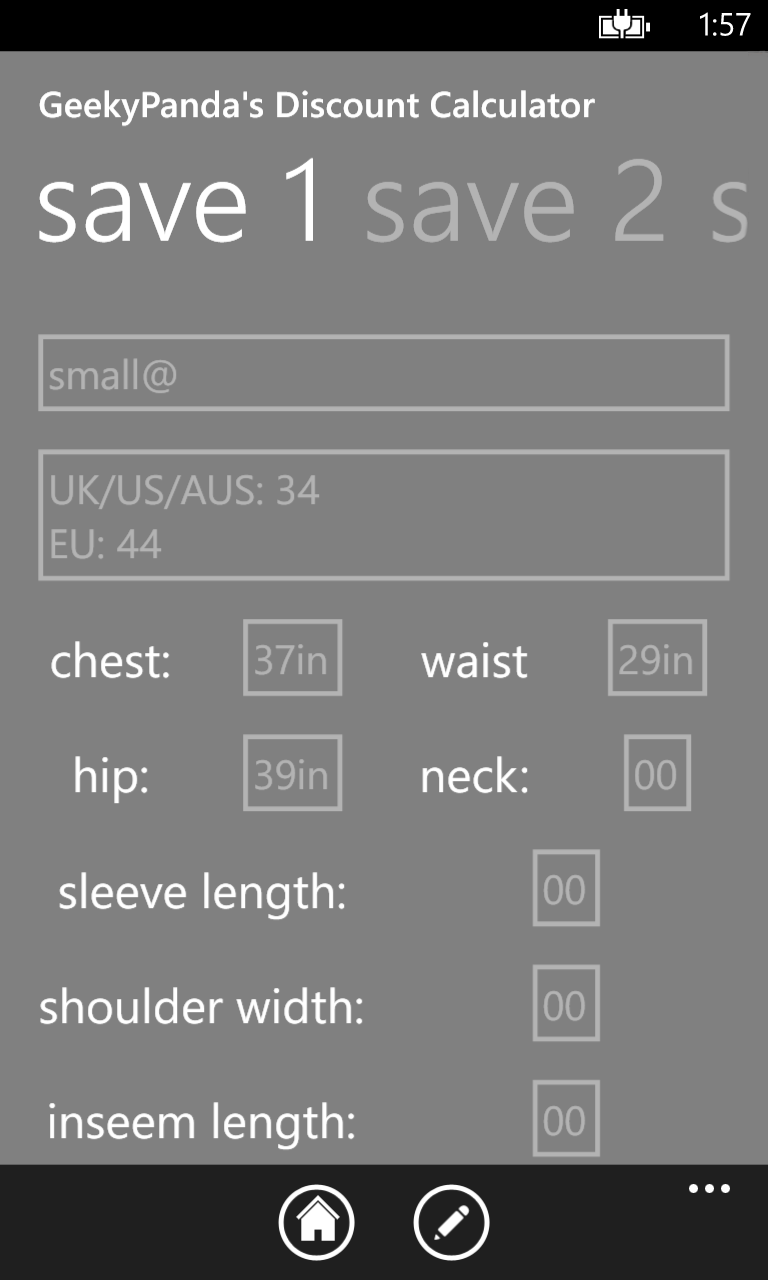 1:57
GeekyPanda's Discount Calculator
save 1 save 2 s
small@
UK/US/AUS: 34
EU: 44
chest: 37in waist 29in
hip: 39in neck: 00
sleeve length: 00
shoulder width: 00
inseem length: 00